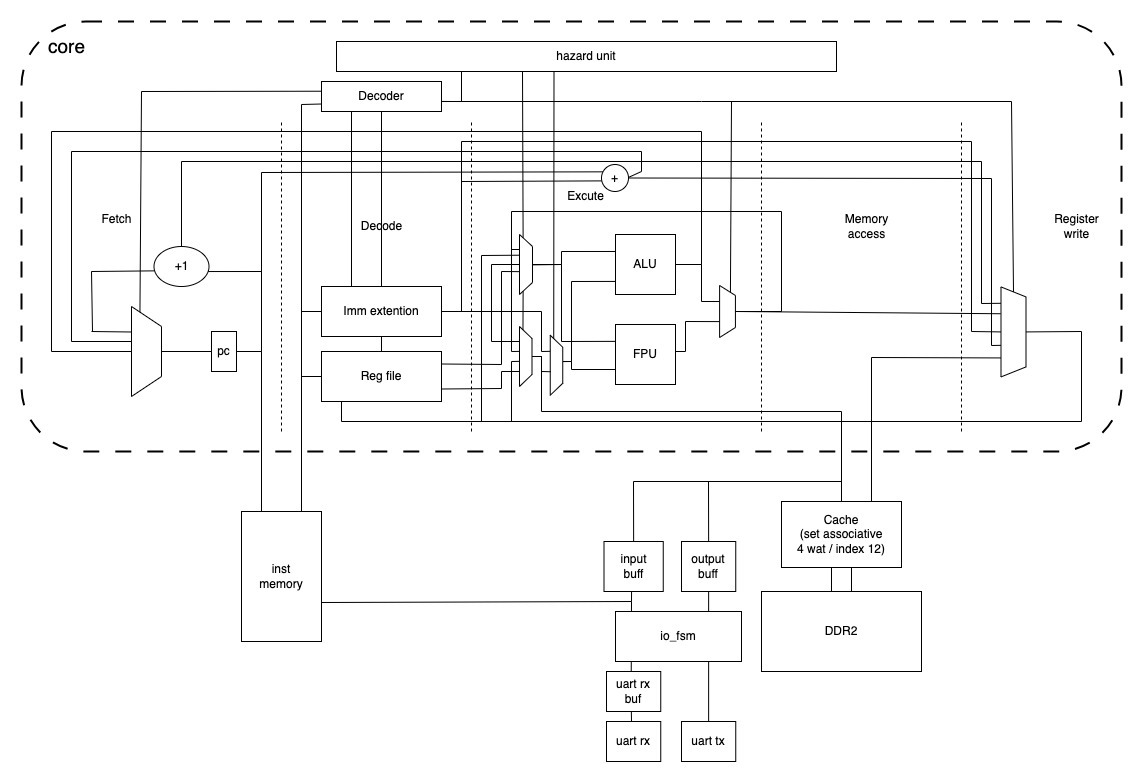 core
hazard unit
Decoder
+
Excute
Fetch
Decode
Memory
access
Register
write
+1
ALU
Imm extention
pc
FPU
Reg file
Cache
(set associative
4 wat / index 12)
inst
memory
input
buff
output
buff
io_fsm
DDR2
uart rx
buf
uart rx
uart tx